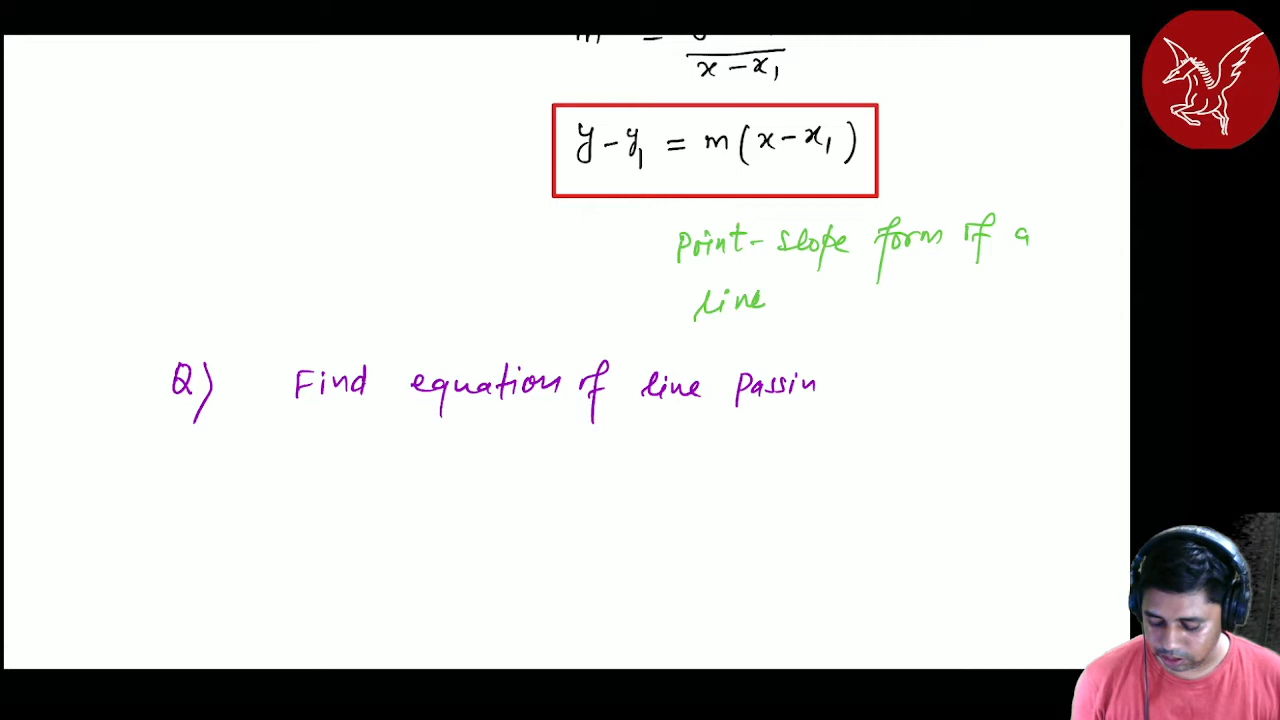 m =
x - x₁
y - y₁ = m(x - x₁)
Point-slope form of a
line
Q) Find equation of line Passin